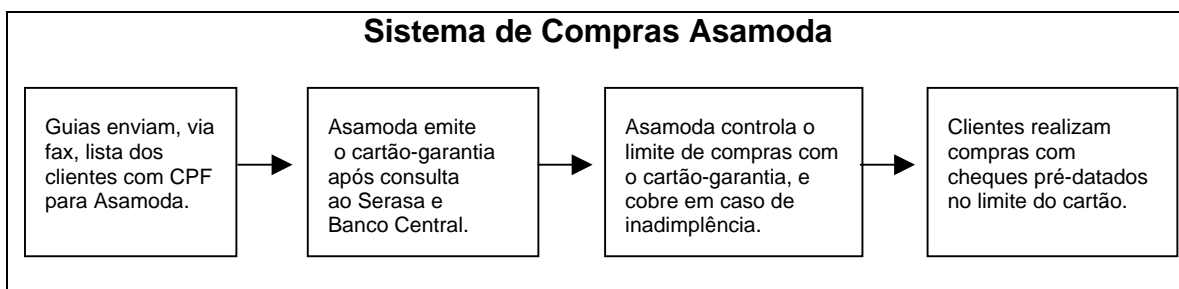 Sistema de Compras Asamoda
Guias enviam, via
fax, lista dos
clientes com CPF
para Asamoda.
Asamoda emite
o cartão-garantia
após consulta
ao Serasa e
Banco Central.
Asamoda controla o
limite de compras com
o cartão-garantia, e
cobre em caso de
inadimplência.
Clientes realizam
compras com
cheques pré-datados
no limite do cartão.